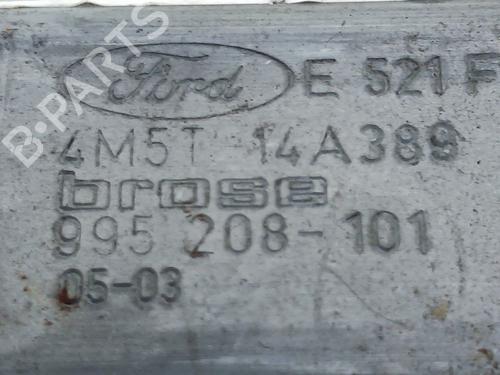 Ford E 521 F
4M5T 14A389
brose
995 208-101
05-03
B-PARTS